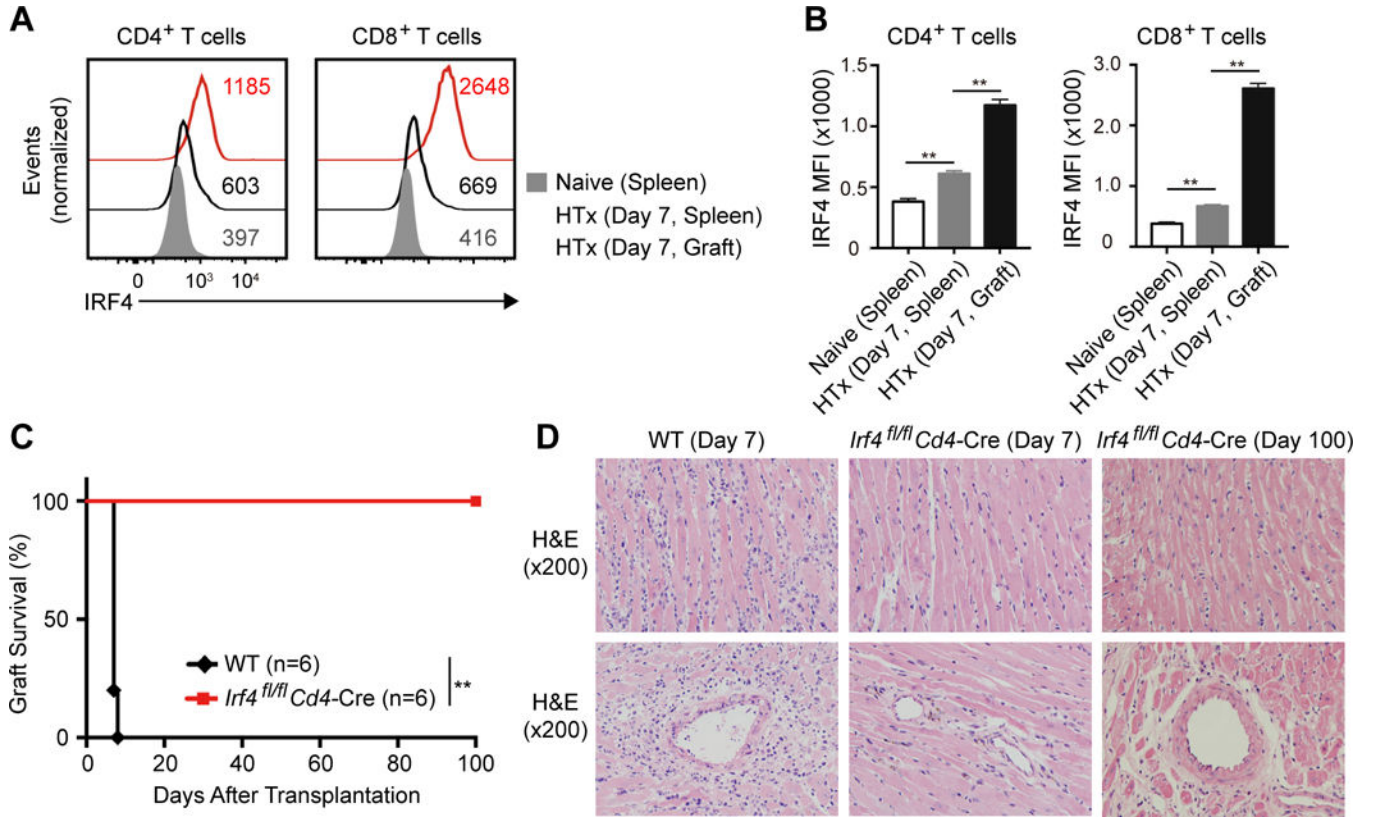 A
CD4+ T cells
CD8+ T cells
Events
(normalized)
1185
603
397
2648
669
416
0
10³
10⁴
IRF4
Naive (Spleen)
HTx (Day 7, Spleen)
HTx (Day 7, Graft)
B
CD4+ T cells
IRF4 MFI (x1000)
1.5
1.0
0.5
0
**
**
Naive (Spleen)
HTx (Day 7, Spleen)
HTx (Day 7, Graft)
CD8+ T cells
IRF4 MFI (x1000)
3.0
2.0
1.0
0
**
**
Naive (Spleen)
HTx (Day 7, Spleen)
HTx (Day 7, Graft)
C
Graft Survival (%)
100
50
0
WT (n=6)
Irf4 fl/fl Cd4-Cre (n=6)
**
0 20 40 60 80 100
Days After Transplantation
D
WT (Day 7)
Irf4 fl/fl Cd4-Cre (Day 7)
Irf4 fl/fl Cd4-Cre (Day 100)
H&E
(x200)
H&E
(x200)